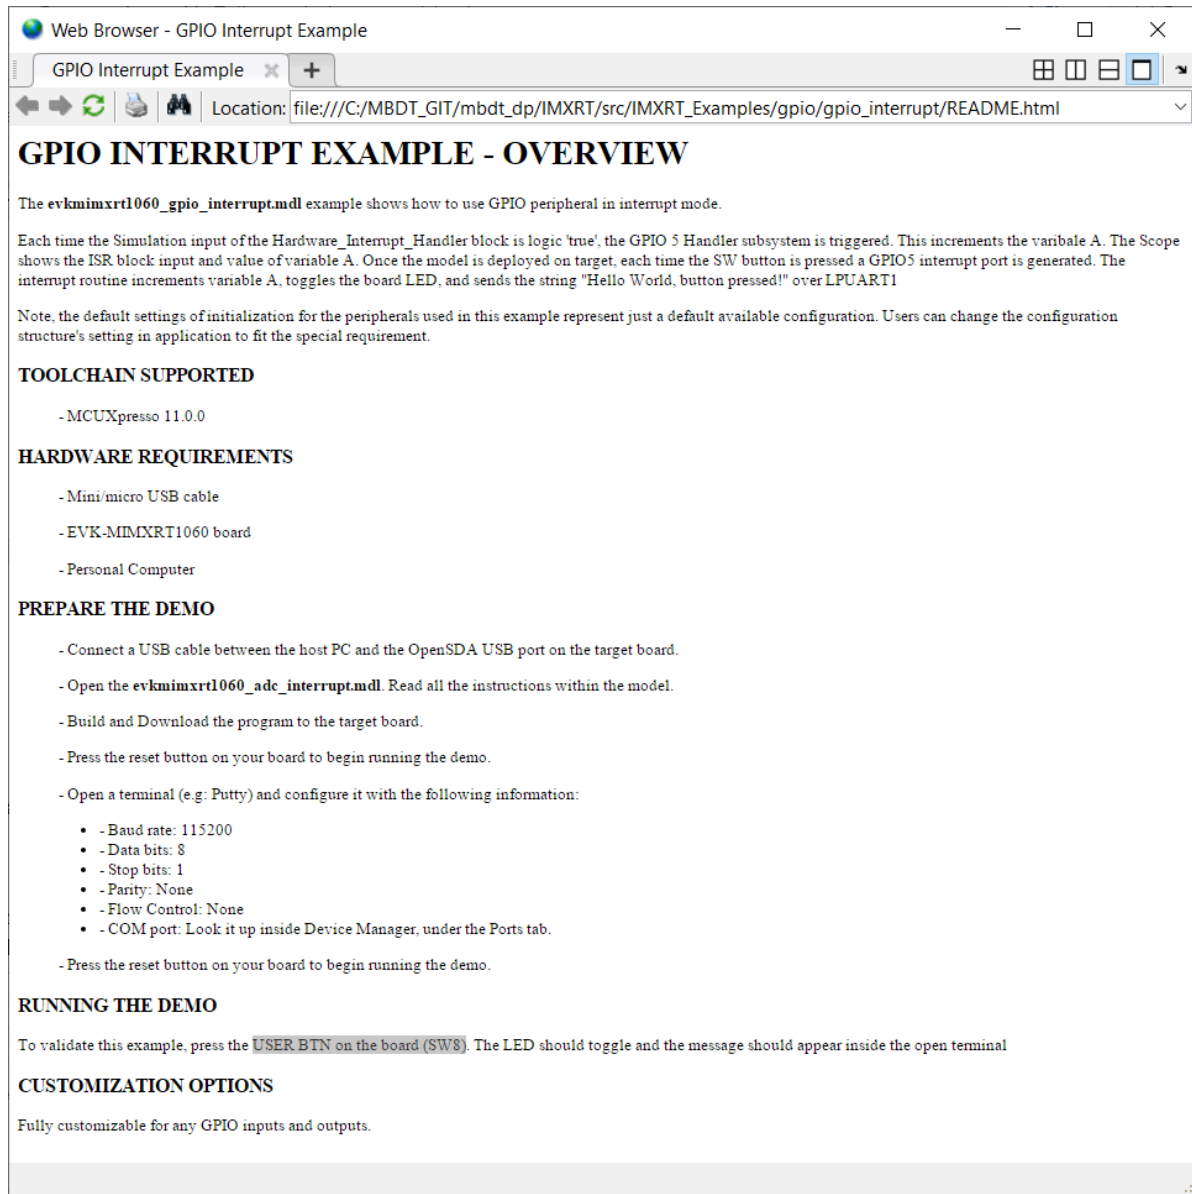 Web Browser - GPIO Interrupt Example
GPIO Interrupt Example
Location: file:///C:/MBDT_GIT/mbdt_dp/IMXRT/src/IMXRT_Examples/gpio/gpio_interrupt/README.html
GPIO INTERRUPT EXAMPLE - OVERVIEW
The evkmimxrt1060_gpio_interrupt.mdl example shows how to use GPIO peripheral in interrupt mode.
Each time the Simulation input of the Hardware_Interrupt_Handler block is logic 'true', the GPIO 5 Handler subsystem is triggered. This increments the varibale A. The Scope
shows the ISR block input and value of variable A. Once the model is deployed on target, each time the SW button is pressed a GPIO5 interrupt port is generated. The
interrupt routine increments variable A, toggles the board LED, and sends the string "Hello World, button pressed!" over LPUART1
Note, the default settings of initialization for the peripherals used in this example represent just a default available configuration. Users can change the configuration
structure's setting in application to fit the special requirement.
TOOLCHAIN SUPPORTED
- MCUXpresso 11.0.0
HARDWARE REQUIREMENTS
- Mini/micro USB cable
- EVK-MIMXRT1060 board
- Personal Computer
PREPARE THE DEMO
- Connect a USB cable between the host PC and the OpenSDA USB port on the target board.
- Open the evkmimxrt1060_adc_interrupt.mdl. Read all the instructions within the model.
- Build and Download the program to the target board.
- Press the reset button on your board to begin running the demo.
- Open a terminal (e.g: Putty) and configure it with the following information:
• - Baud rate: 115200
• - Data bits: 8
• - Stop bits: 1
• - Parity: None
• - Flow Control: None
• - COM port: Look it up inside Device Manager, under the Ports tab.
- Press the reset button on your board to begin running the demo.
RUNNING THE DEMO
To validate this example, press the USER BTN on the board (SW8). The LED should toggle and the message should appear inside the open terminal
CUSTOMIZATION OPTIONS
Fully customizable for any GPIO inputs and outputs.